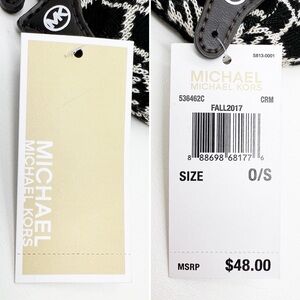 MK
MICHAEL
MICHAEL KORS
S613-0001
MICHAEL
MICHAEL KORS
536462C CRM
FALL2017
8 88698 68177 6
SIZE O/S
MSRP $48.00